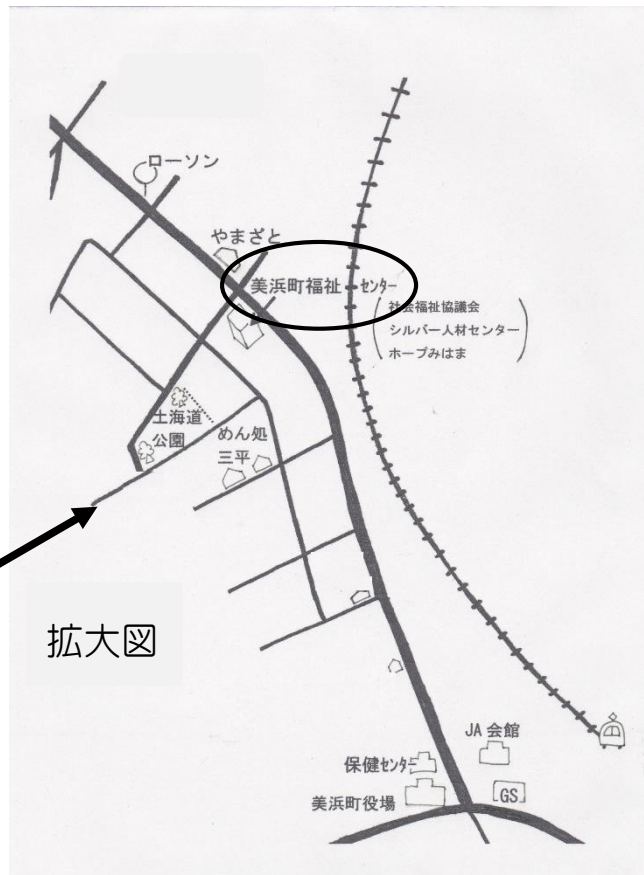 ローソン
やまざと
美浜町福祉センター
社会福祉協議会
シルバー人材センター
ホープみはま
土海道
公園
めん処
三平
拡大図
JA会館
保健センター
美浜町役場
GS